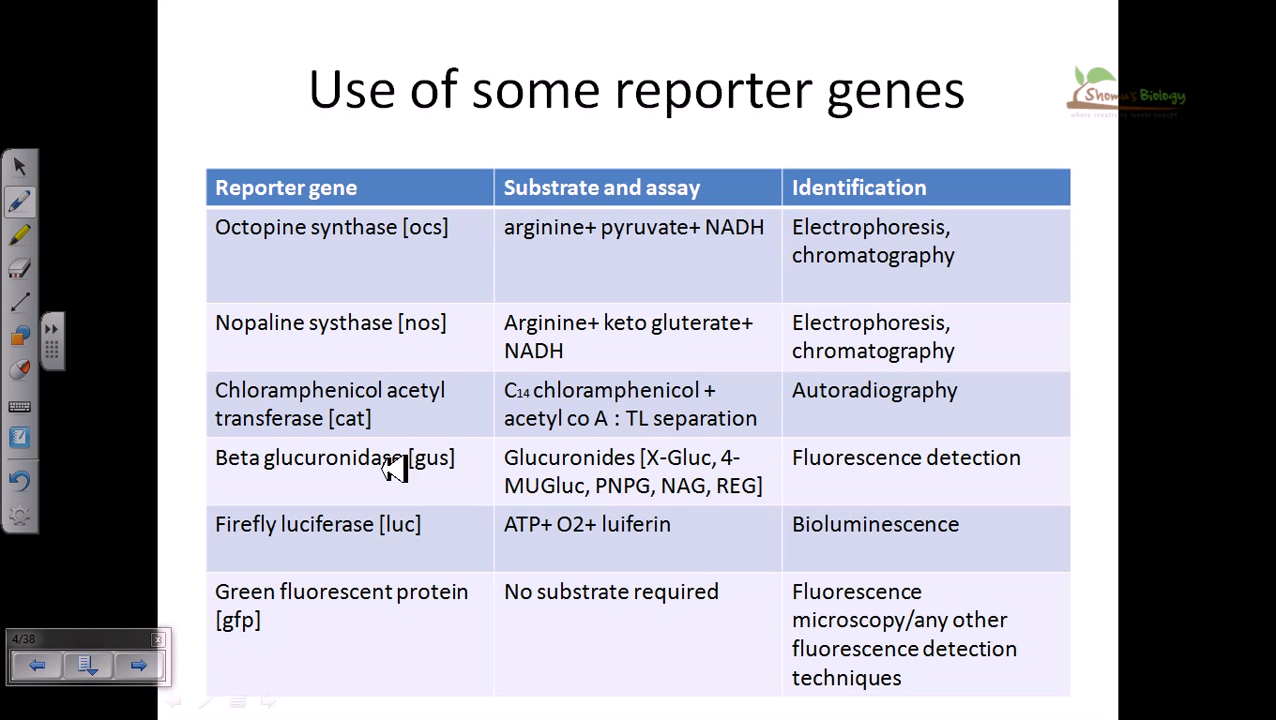 Use of some reporter genes
Shomu's Biology
Reporter gene
Substrate and assay
Identification
Octopine synthase [ocs]
arginine+ pyruvate+ NADH
Electrophoresis,
chromatography
Nopaline systhase [nos]
Arginine+ keto gluterate+
NADH
Electrophoresis,
chromatography
Chloramphenicol acetyl
transferase [cat]
C14 chloramphenicol +
acetyl co A : TL separation
Autoradiography
Beta glucuronidase [gus]
Glucuronides [X-Gluc, 4-
MUGluc, PNPG, NAG, REG]
Fluorescence detection
Firefly luciferase [luc]
ATP+ O2+ luiferin
Bioluminescence
Green fluorescent protein
[gfp]
No substrate required
Fluorescence
microscopy/any other
fluorescence detection
techniques
4/38